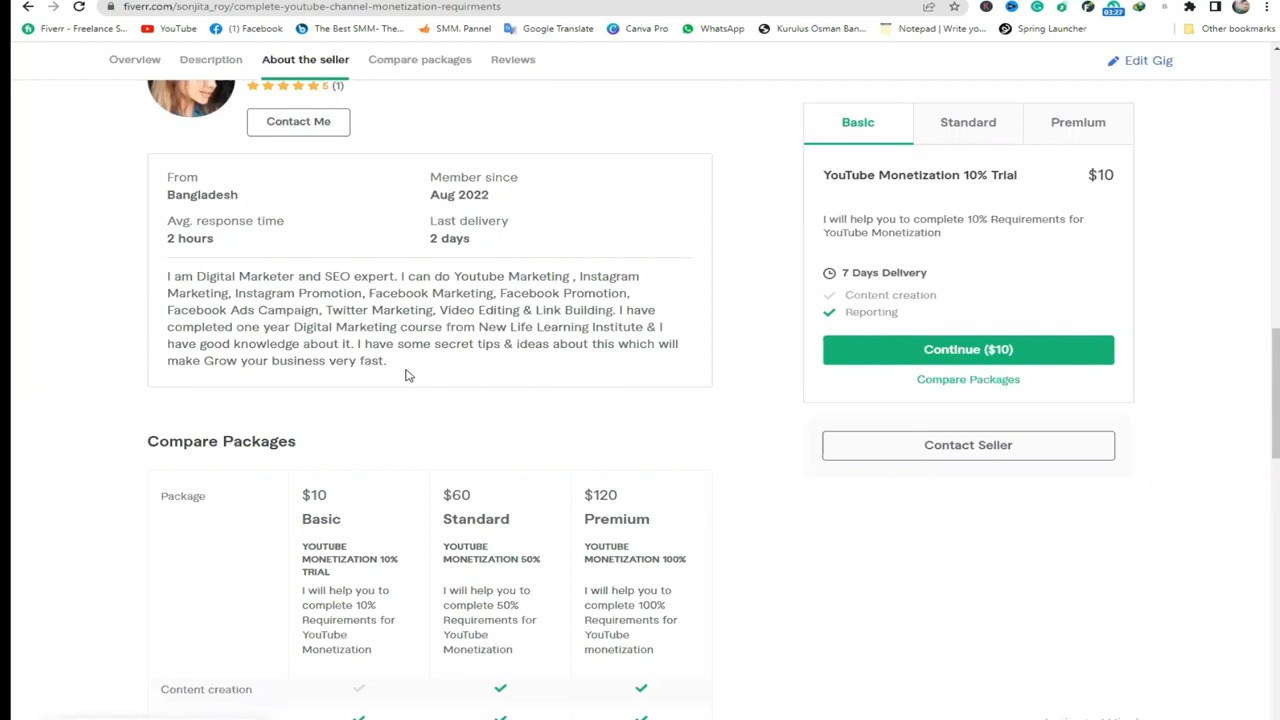 fiverr.com/sonjita_roy/complete-youtube-channel-monetization-requirments
03:27
Fiverr - Freelance S... YouTube (1) Facebook The Best SMM- The... SMM. Pannel Google Translate Canva Pro WhatsApp Kurulus Osman Ban... Notepad | Write yo... Spring Launcher Other bookmarks
Overview Description About the seller Compare packages Reviews Edit Gig
5 (1)
Contact Me
Basic Standard Premium
From Member since
Bangladesh Aug 2022
Avg. response time Last delivery
2 hours 2 days
I am Digital Marketer and SEO expert. I can do Youtube Marketing , Instagram
Marketing, Instagram Promotion, Facebook Marketing, Facebook Promotion,
Facebook Ads Campaign, Twitter Marketing, Video Editing & Link Building. I have
completed one year Digital Marketing course from New Life Learning Institute & I
have good knowledge about it. I have some secret tips & ideas about this which will
make Grow your business very fast.
YouTube Monetization 10% Trial $10
I will help you to complete 10% Requirements for
YouTube Monetization
7 Days Delivery
Content creation
Reporting
Continue ($10)
Compare Packages
Contact Seller
Compare Packages
Package
$10
Basic
YOUTUBE
MONETIZATION 10%
TRIAL
I will help you to
complete 10%
Requirements for
YouTube
Monetization
$60
Standard
YOUTUBE
MONETIZATION 50%
I will help you to
complete 50%
Requirements for
YouTube
Monetization
$120
Premium
YOUTUBE
MONETIZATION 100%
I will help you to
complete 100%
Requirements for
YouTube
monetization
Content creation